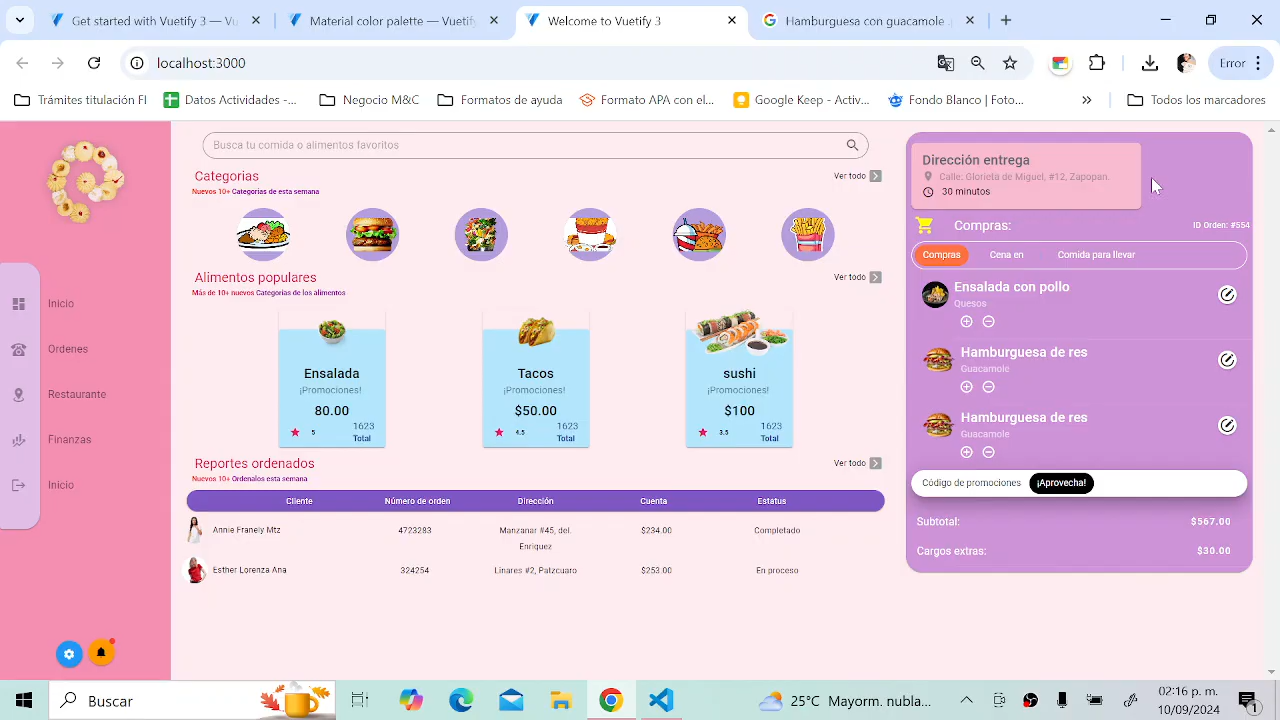 Get started with Vuetify 3 —
Material color palette — Vuetif
Welcome to Vuetify 3
Hamburguesa con guacamole
localhost:3000
Error
Trámites titulación FI
Datos Actividades -...
Negocio M&C
Formatos de ayuda
Formato APA con el...
Google Keep - Activ...
Fondo Blanco | Foto...
Todos los marcadores
Busca tu comida o alimentos favoritos
Categorias
Ver todo
Nuevos 10+ Categorías de esta semana
Alimentos populares
Ver todo
Más de 10+ nuevos Categorías de los alimentos
Ensalada
¡Promociones!
80.00
5
1623
Total
Tacos
¡Promociones!
$50.00
4.5
1623
Total
sushi
¡Promociones!
$100
3.5
1623
Total
Reportes ordenados
Ver todo
Nuevos 10+ Ordenalos esta semana
Cliente Número de orden Dirección Cuenta Estatus
Annie Franely Mtz 4723283 Manzanar #45, del. Enriquez $234.00 Completado
Esther Lorenza Ana 324254 Linares #2, Patzcuaro $253.00 En proceso
Inicio
Ordenes
Restaurante
Finanzas
Inicio
Dirección entrega
Calle: Glorieta de Miguel, #12, Zapopan.
30 minutos
Compras:
ID Orden: #554
Compras
Cena en
Comida para llevar
Ensalada con pollo
Quesos
Hamburguesa de res
Guacamole
Hamburguesa de res
Guacamole
Código de promociones
¡Aprovecha!
Subtotal: $567.00
Cargos extras: $30.00
Buscar
25°C Mayorm. nubla...
02:16 p. m.
10/09/2024
1